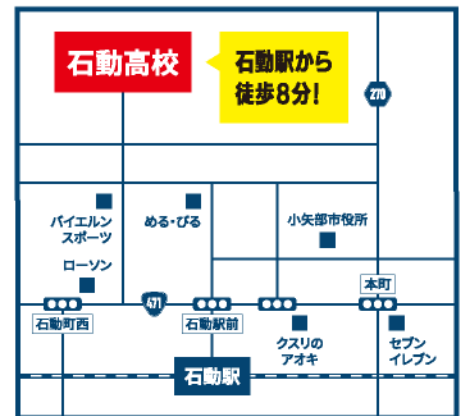 石動高校
石動駅から
徒歩8分!
270
バイエルン
スポーツ
める・びる
小矢部市役所
ローソン
471
本町
石動町西
石動駅前
クスリの
アオキ
セブン
イレブン
石動駅